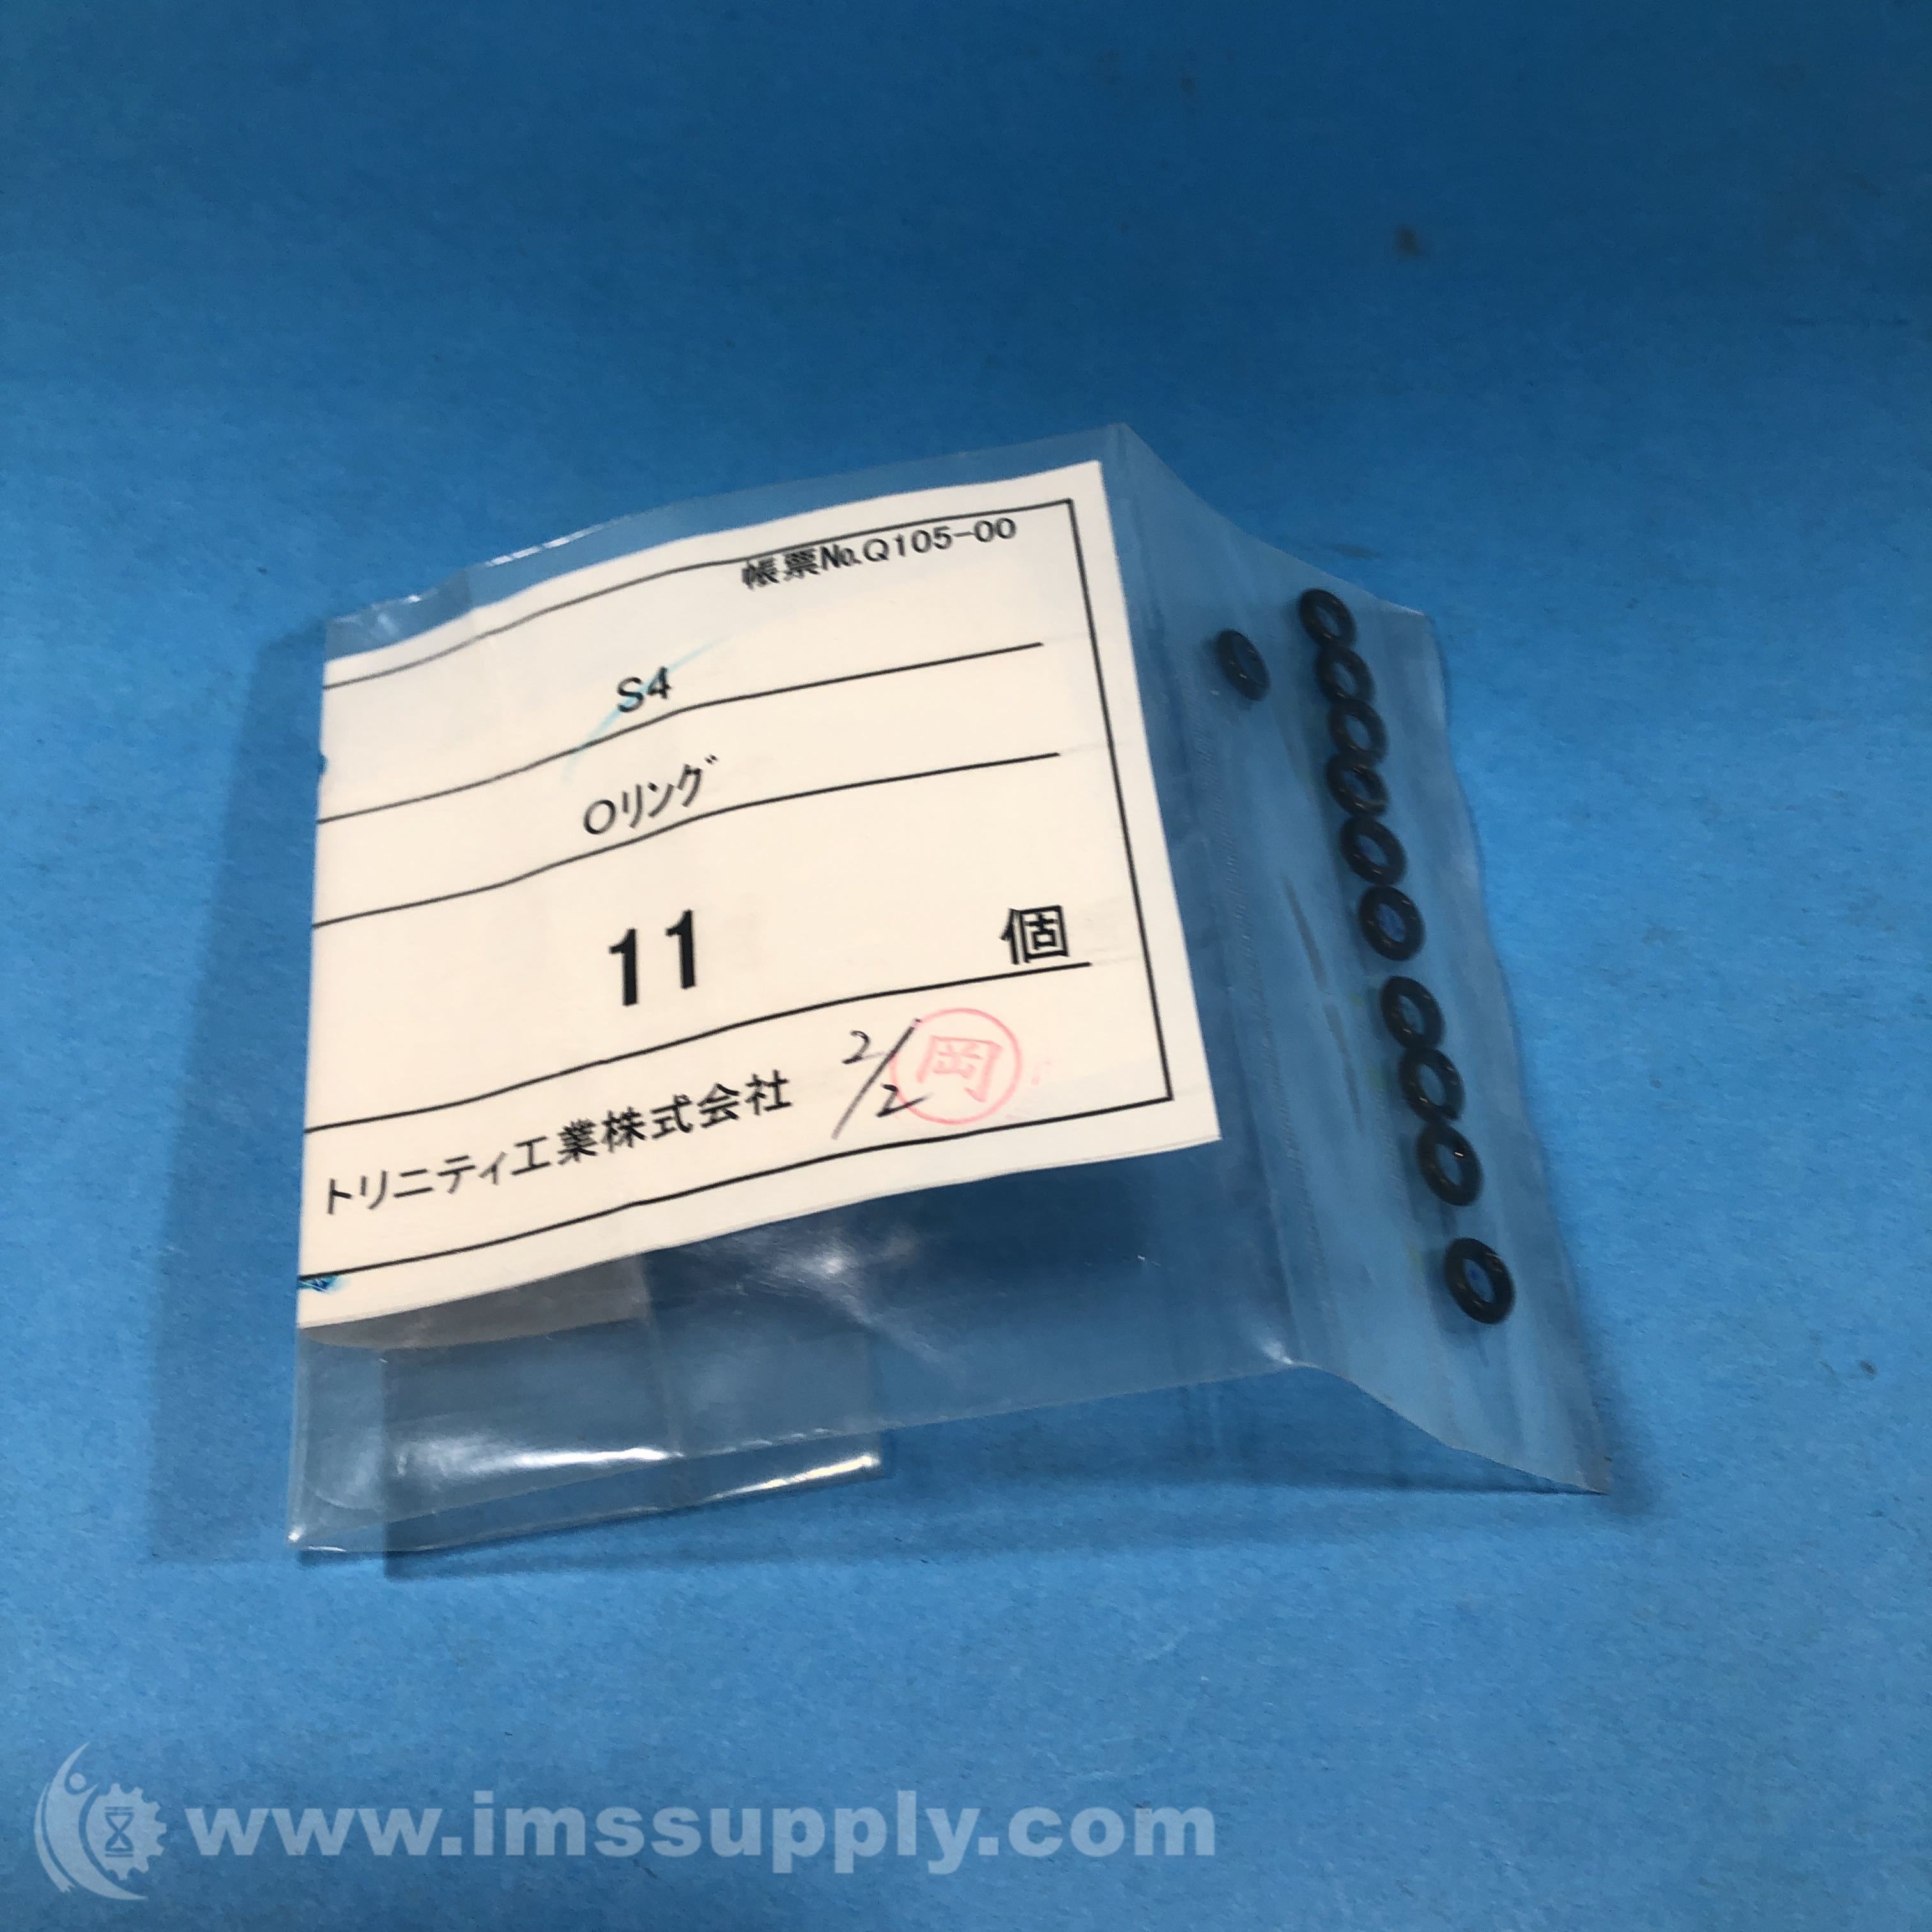 帳票No.Q105-00
S4
Oリング
11 個
トリニティ工業株式会社 2/2 岡
www.imssupply.com